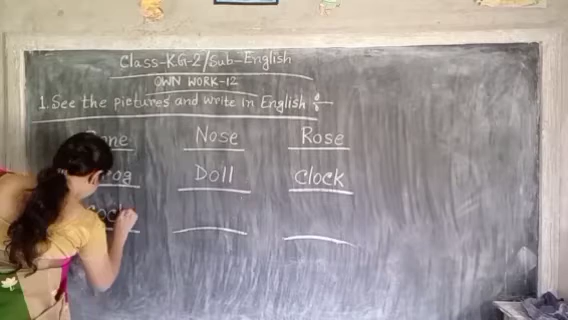 Class-KG-2/Sub-English
OWN WORK-12
1. See the pictures and write in English :-
Nose Rose
Doll Clock